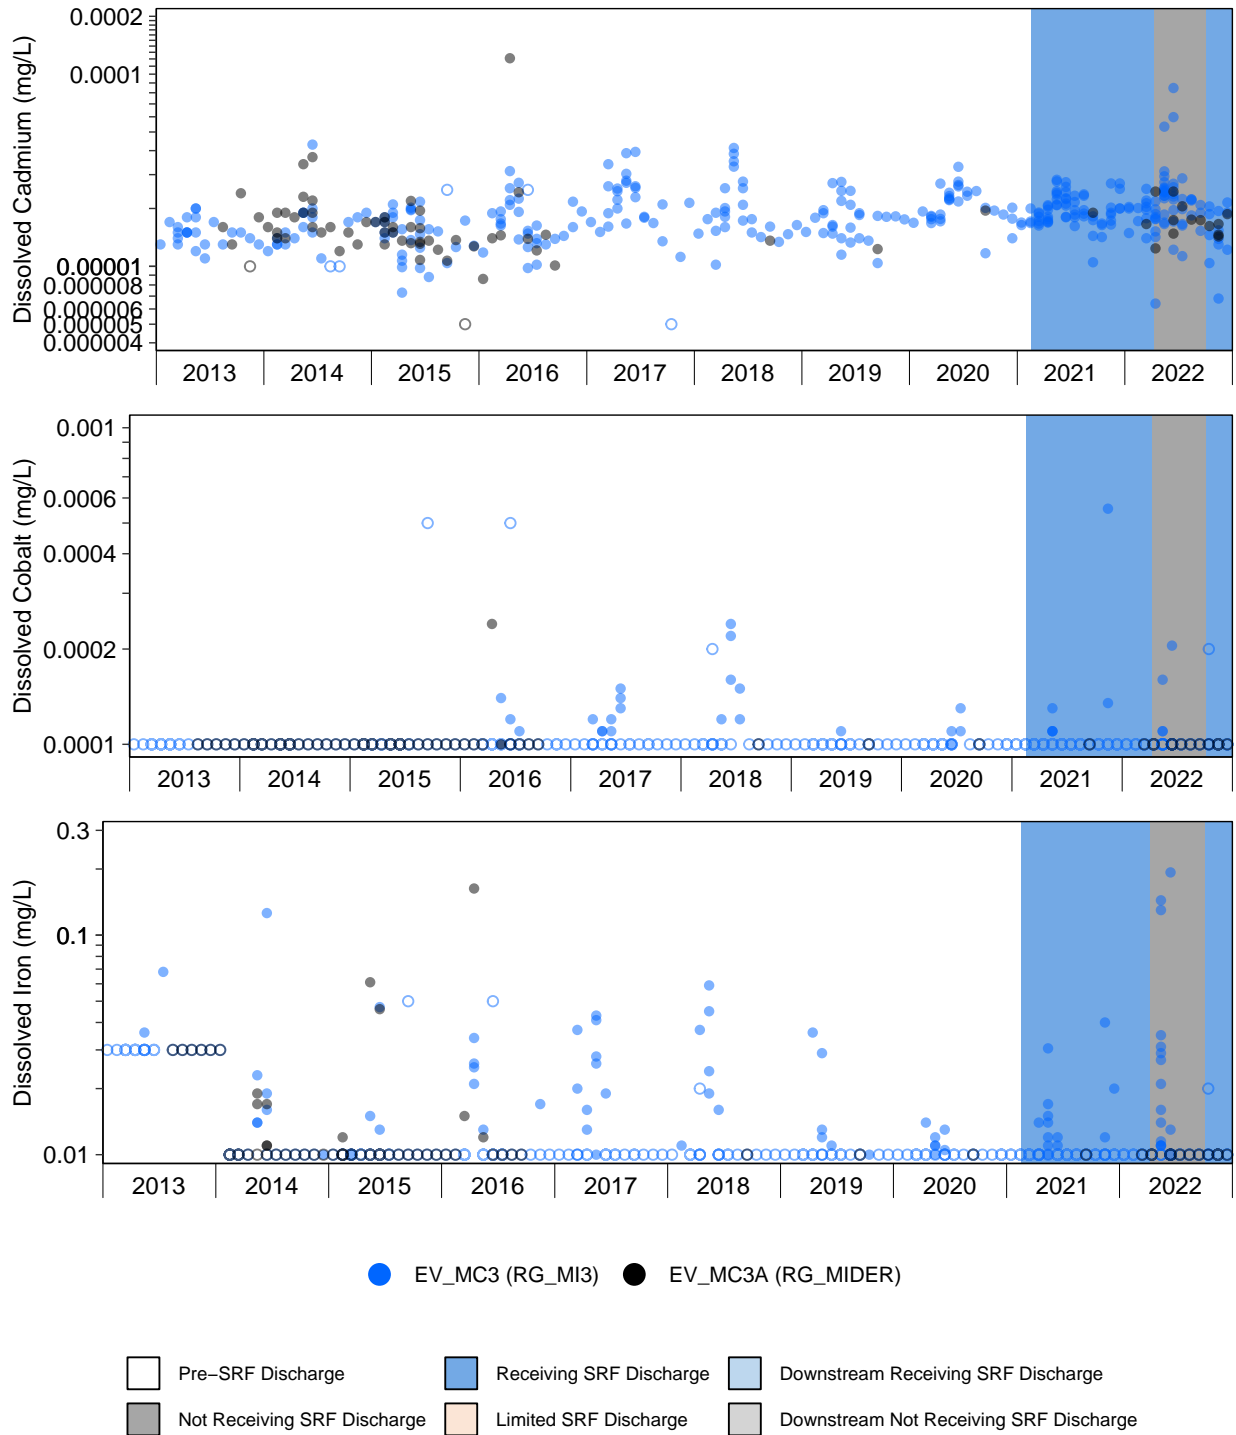 Dissolved Cadmium (mg/L)
0.0002
0.0001
0.00001
0.000008
0.000006
0.000005
0.000004
2013 2014 2015 2016 2017 2018 2019 2020 2021 2022
Dissolved Cobalt (mg/L)
0.001
0.0006
0.0004
0.0002
0.0001
2013 2014 2015 2016 2017 2018 2019 2020 2021 2022
Dissolved Iron (mg/L)
0.3
0.1
0.01
2013 2014 2015 2016 2017 2018 2019 2020 2021 2022
EV_MC3 (RG_MI3) EV_MC3A (RG_MIDER)
Pre−SRF Discharge Receiving SRF Discharge Downstream Receiving SRF Discharge
Not Receiving SRF Discharge Limited SRF Discharge Downstream Not Receiving SRF Discharge